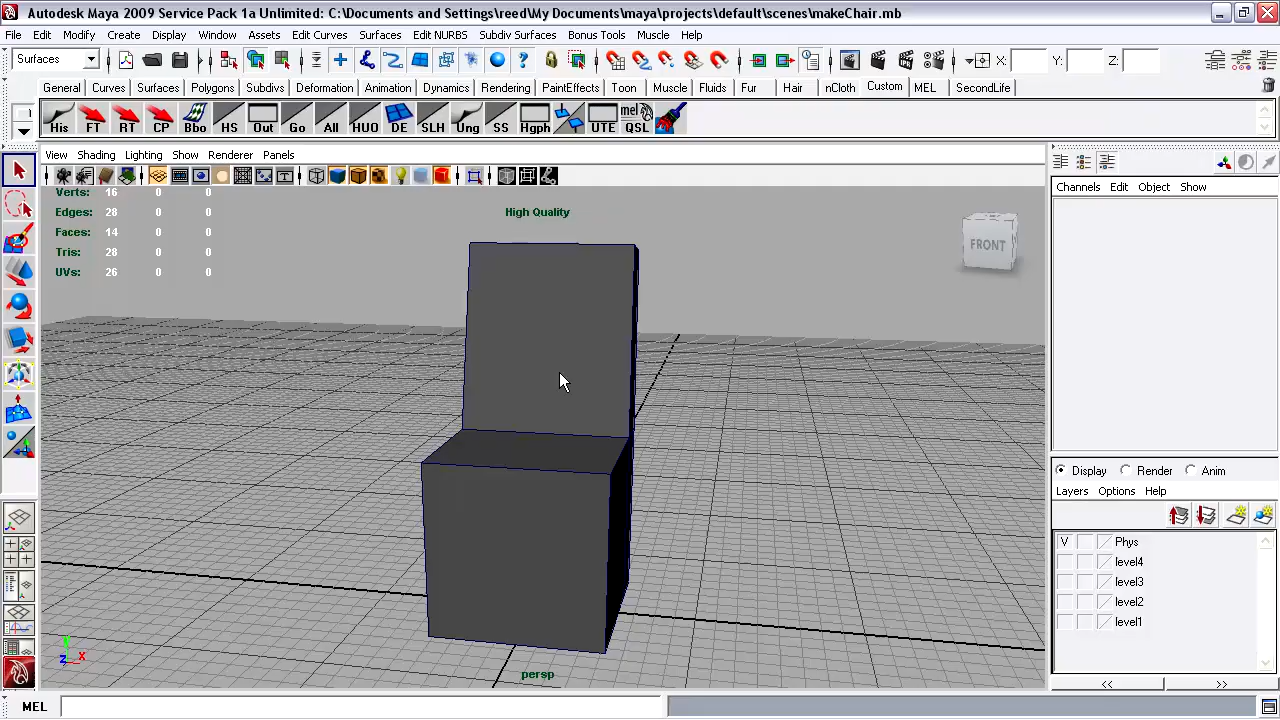 Autodesk Maya 2009 Service Pack 1a Unlimited: C:\Documents and Settings\reed\My Documents\maya\projects\default\scenes\makeChair.mb
File Edit Modify Create Display Window Assets Edit Curves Surfaces Edit NURBS Subdiv Surfaces Bonus Tools Muscle Help
Surfaces X: Y: Z:
General Curves Surfaces Polygons Subdivs Deformation Animation Dynamics Rendering PaintEffects Toon Muscle Fluids Fur Hair nCloth Custom MEL SecondLife
mel
His FT RT CP Bbo HS Out Go All HUO DE SLH Ung SS Hgph UTE QSL
View Shading Lighting Show Renderer Panels
Channels Edit Object Show
Verts: 16 0 0
Edges: 28 0 0
Faces: 14 0 0
Tris: 28 0 0
UVs: 26 0 0
High Quality
FRONT
Display Render Anim
Layers Options Help
V Phys
level4
level3
level2
level1
y
z x
persp
<< >>
MEL